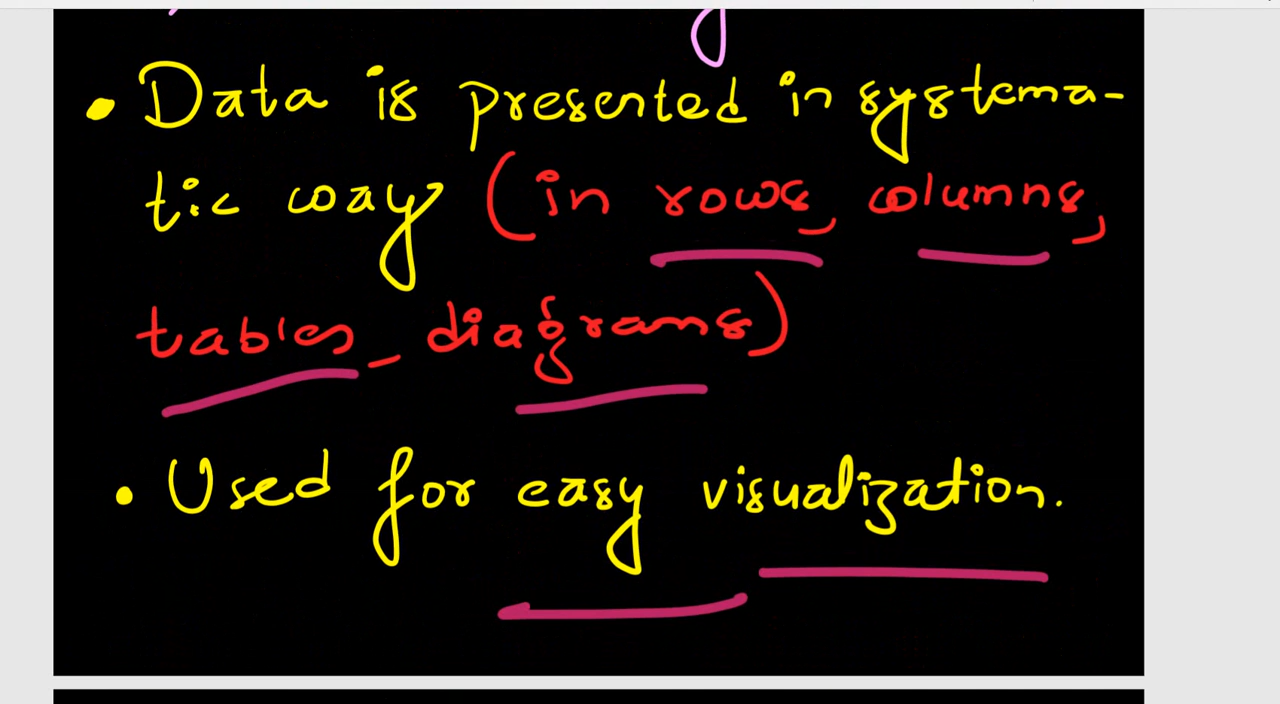 • Data is presented in systema-
tic way (in rows, columns,
tables, diagrams)
• Used for easy visualization.